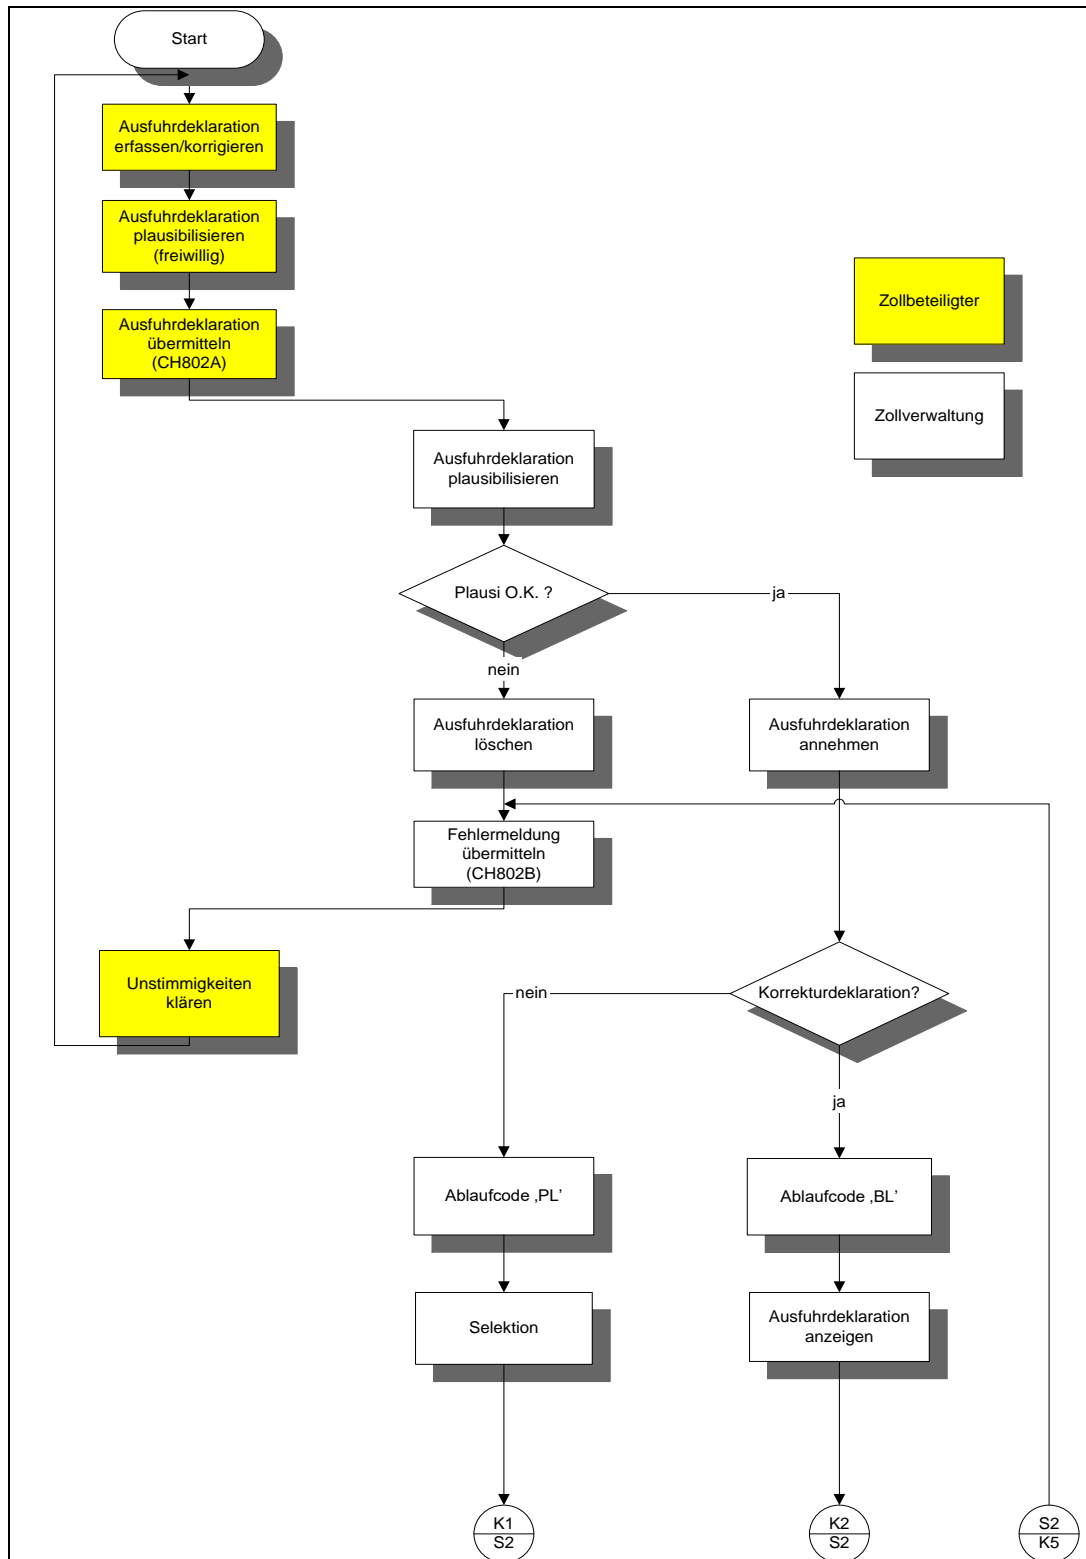 Start
Ausfuhrdeklaration
erfassen/korrigieren
Ausfuhrdeklaration
plausibilisieren
(freiwillig)
Ausfuhrdeklaration
übermitteln
(CH802A)
Zollbeteiligter
Zollverwaltung
Ausfuhrdeklaration
plausibilisieren
Plausi O.K. ?
ja
nein
Ausfuhrdeklaration
löschen
Ausfuhrdeklaration
annehmen
Fehlermeldung
übermitteln
(CH802B)
Unstimmigkeiten
klären
nein
Korrekturdeklaration?
ja
Ablaufcode ‚PL’
Ablaufcode ‚BL’
Selektion
Ausfuhrdeklaration
anzeigen
K1
S2
K2
S2
S2
K5